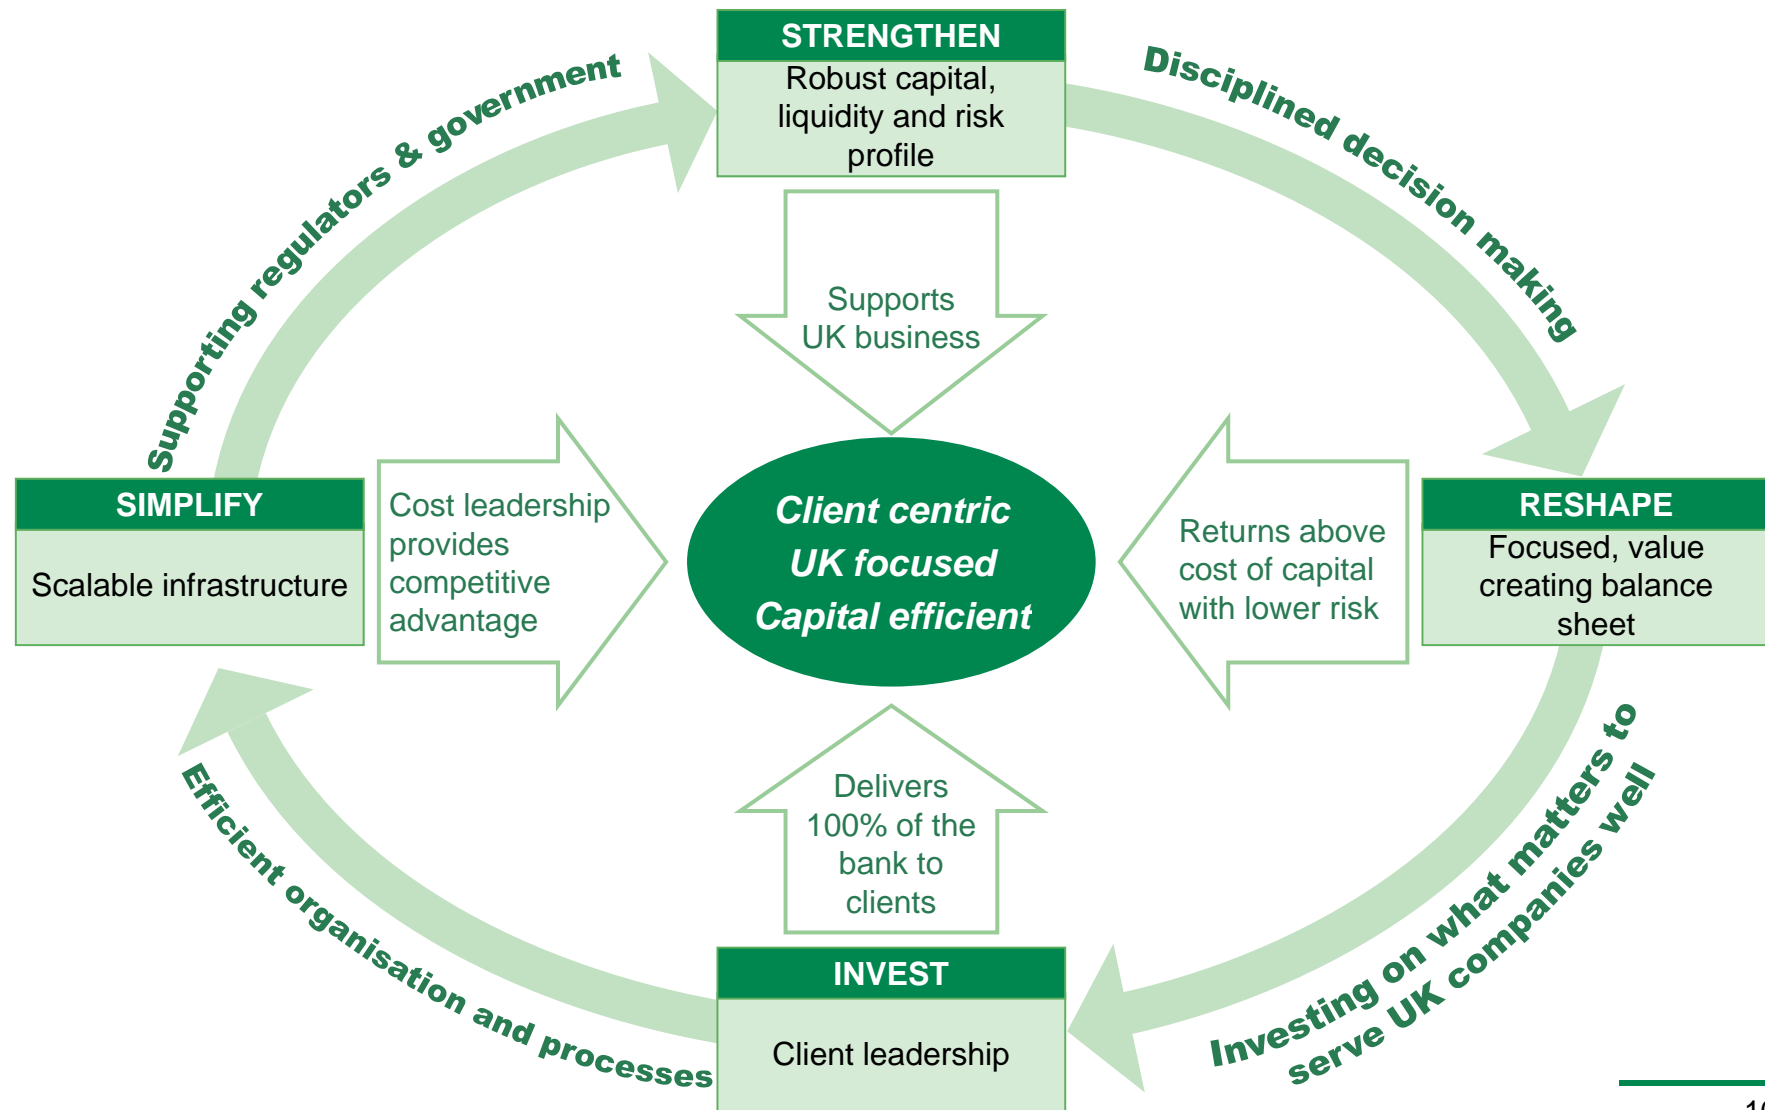 STRENGTHEN
Robust capital,
liquidity and risk
profile
Supporting regulators & government
Disciplined decision making
Supports
UK business
SIMPLIFY
Scalable infrastructure
Cost leadership
provides
competitive
advantage
Client centric
UK focused
Capital efficient
Returns above
cost of capital
with lower risk
RESHAPE
Focused, value
creating balance
sheet
Delivers
100% of the
bank to
clients
Efficient organisation and processes
Investing on what matters to
serve UK companies well
INVEST
Client leadership